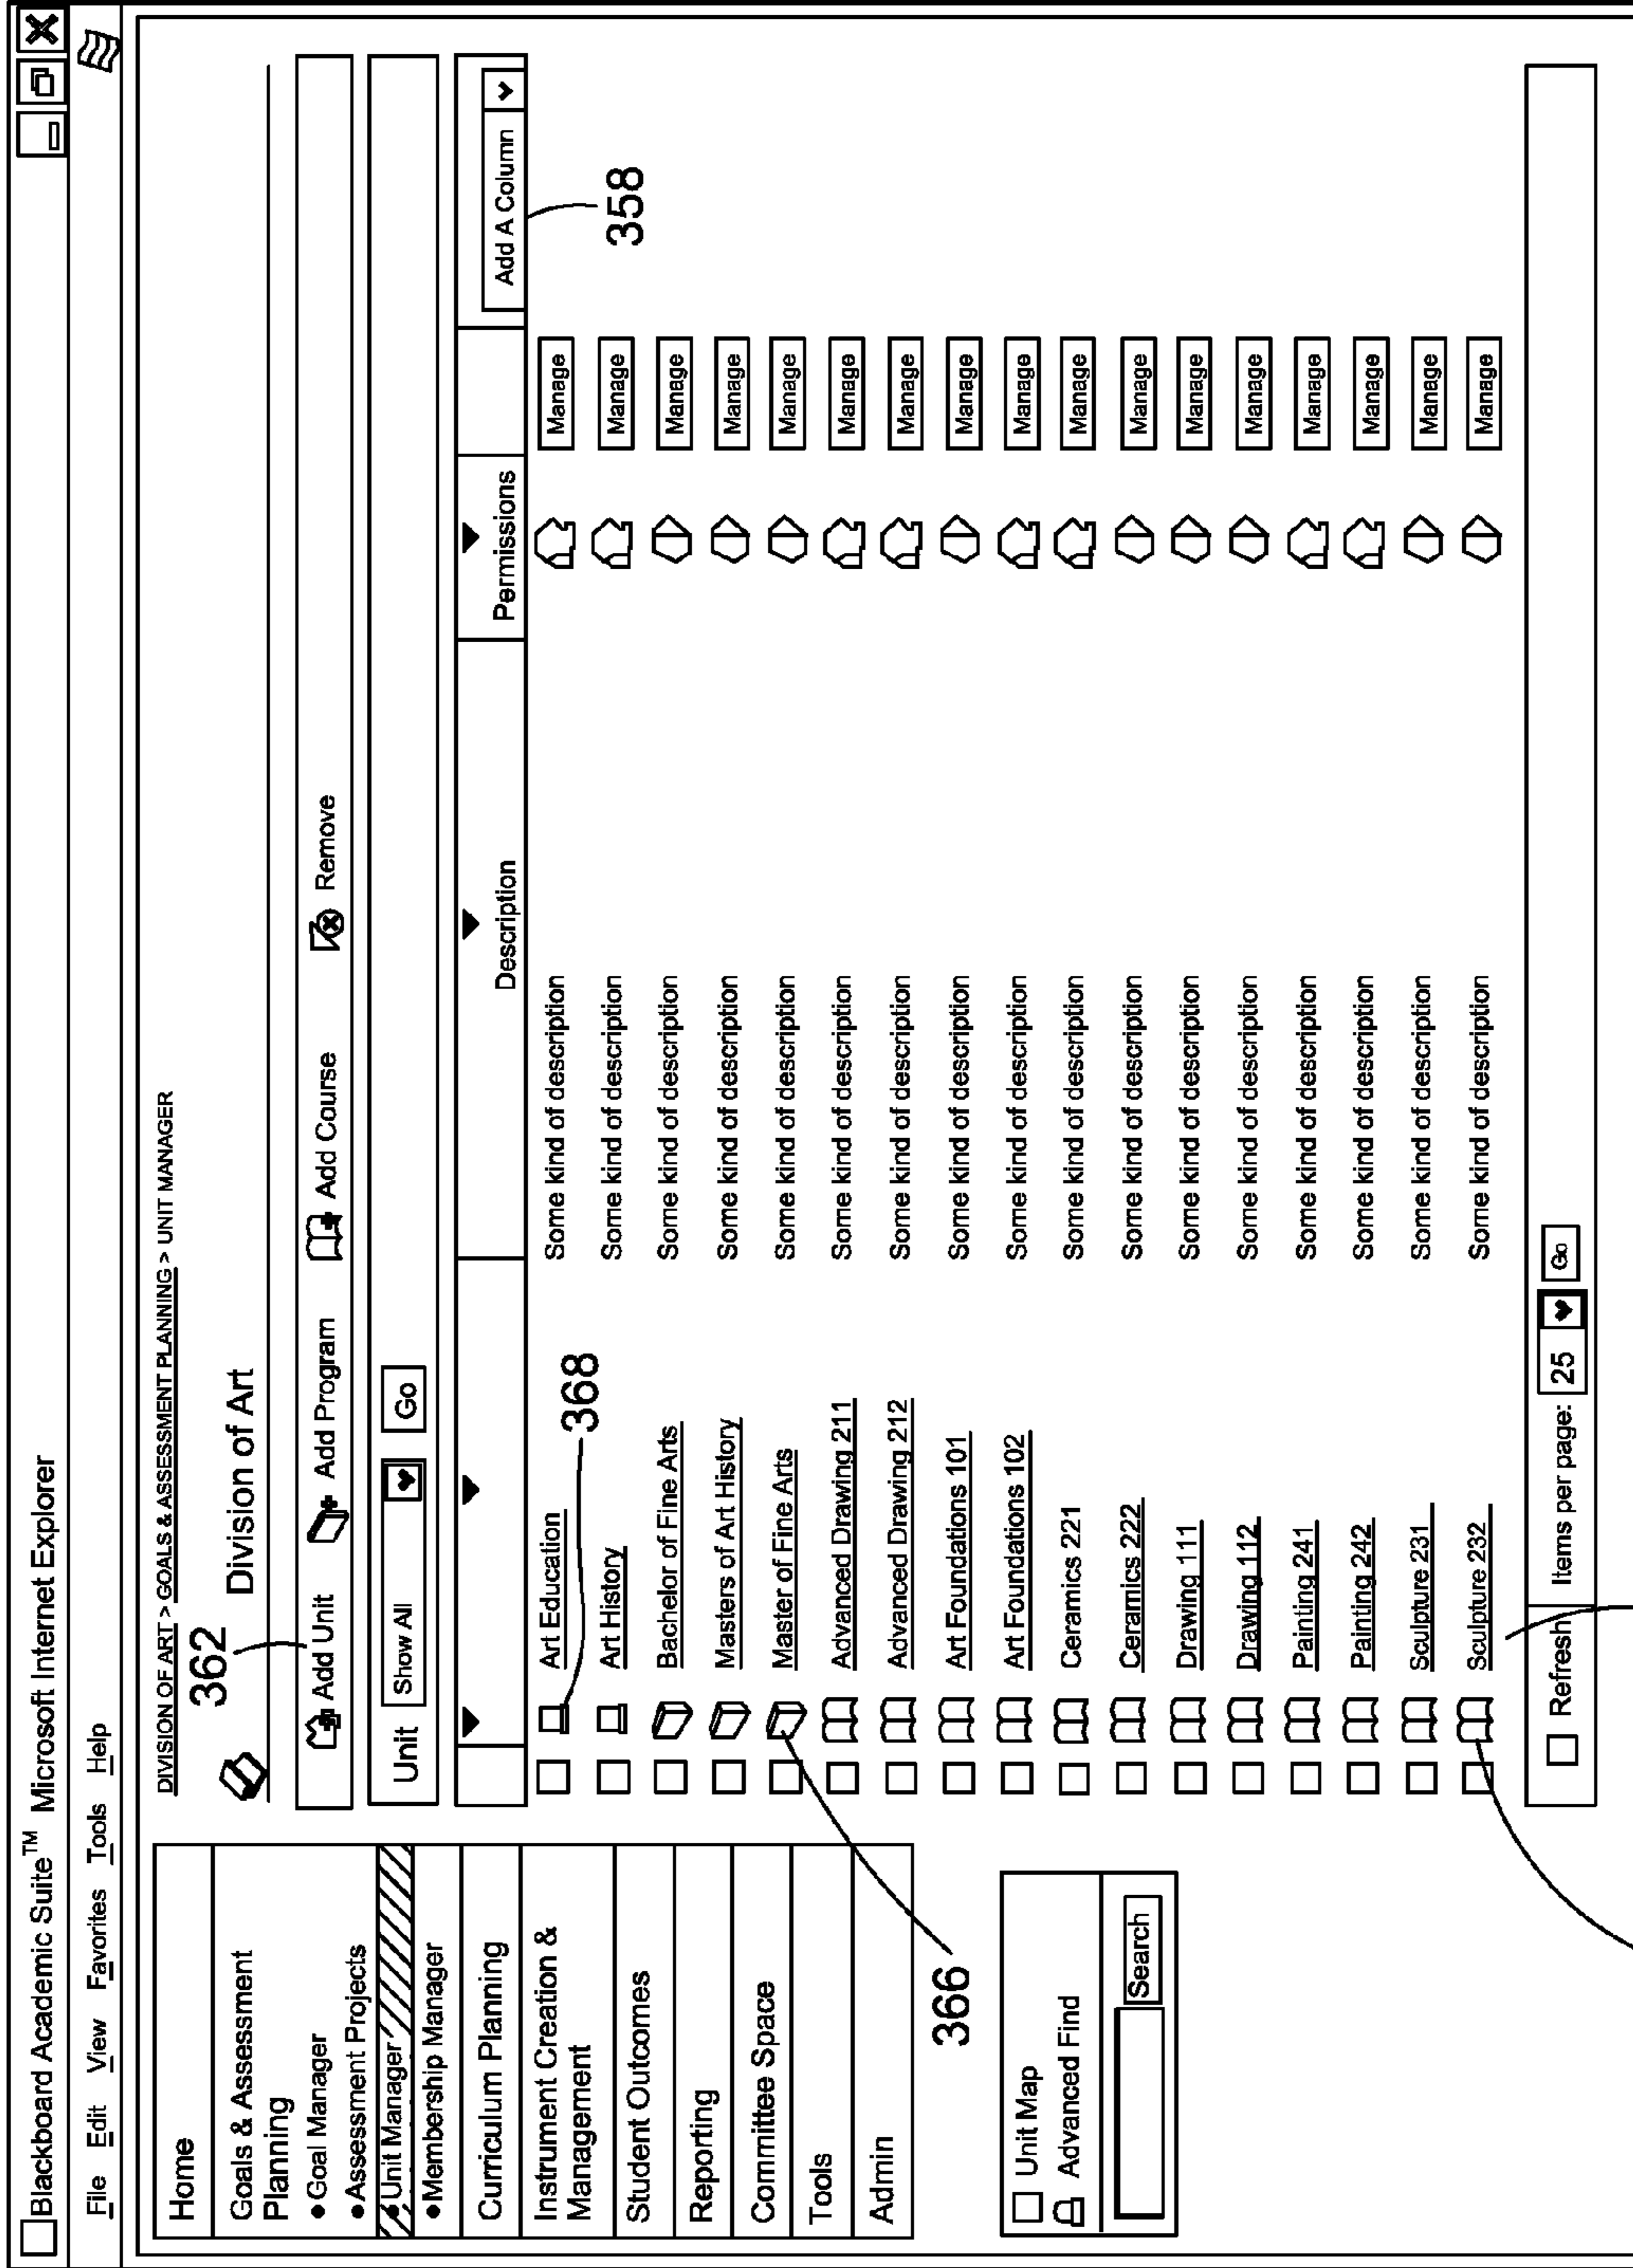 Blackboard Academic Suite™ Microsoft Internet Explorer
File Edit View Favorites Tools Help
Home
Goals & Assessment
Planning
• Goal Manager
• Assessment Projects
• Unit Manager
• Membership Manager
Curriculum Planning
Instrument Creation &
Management
Student Outcomes
Reporting
Committee Space
Tools
Admin
366
Unit Map
Advanced Find
Search
DIVISION OF ART > GOALS & ASSESSMENT PLANNING > UNIT MANAGER
362
Division of Art
Add Unit Add Program Add Course Remove
Unit Show All Go
Description Permissions Add A Column
358
368
Art Education Some kind of description Manage
Art History Some kind of description Manage
Bachelor of Fine Arts Some kind of description Manage
Masters of Art History Some kind of description Manage
Master of Fine Arts Some kind of description Manage
Advanced Drawing 211 Some kind of description Manage
Advanced Drawing 212 Some kind of description Manage
Art Foundations 101 Some kind of description Manage
Art Foundations 102 Some kind of description Manage
Ceramics 221 Some kind of description Manage
Ceramics 222 Some kind of description Manage
Drawing 111 Some kind of description Manage
Drawing 112 Some kind of description Manage
Painting 241 Some kind of description Manage
Painting 242 Some kind of description Manage
Sculpture 231 Some kind of description Manage
Sculpture 232 Some kind of description Manage
Refresh Items per page: 25 Go